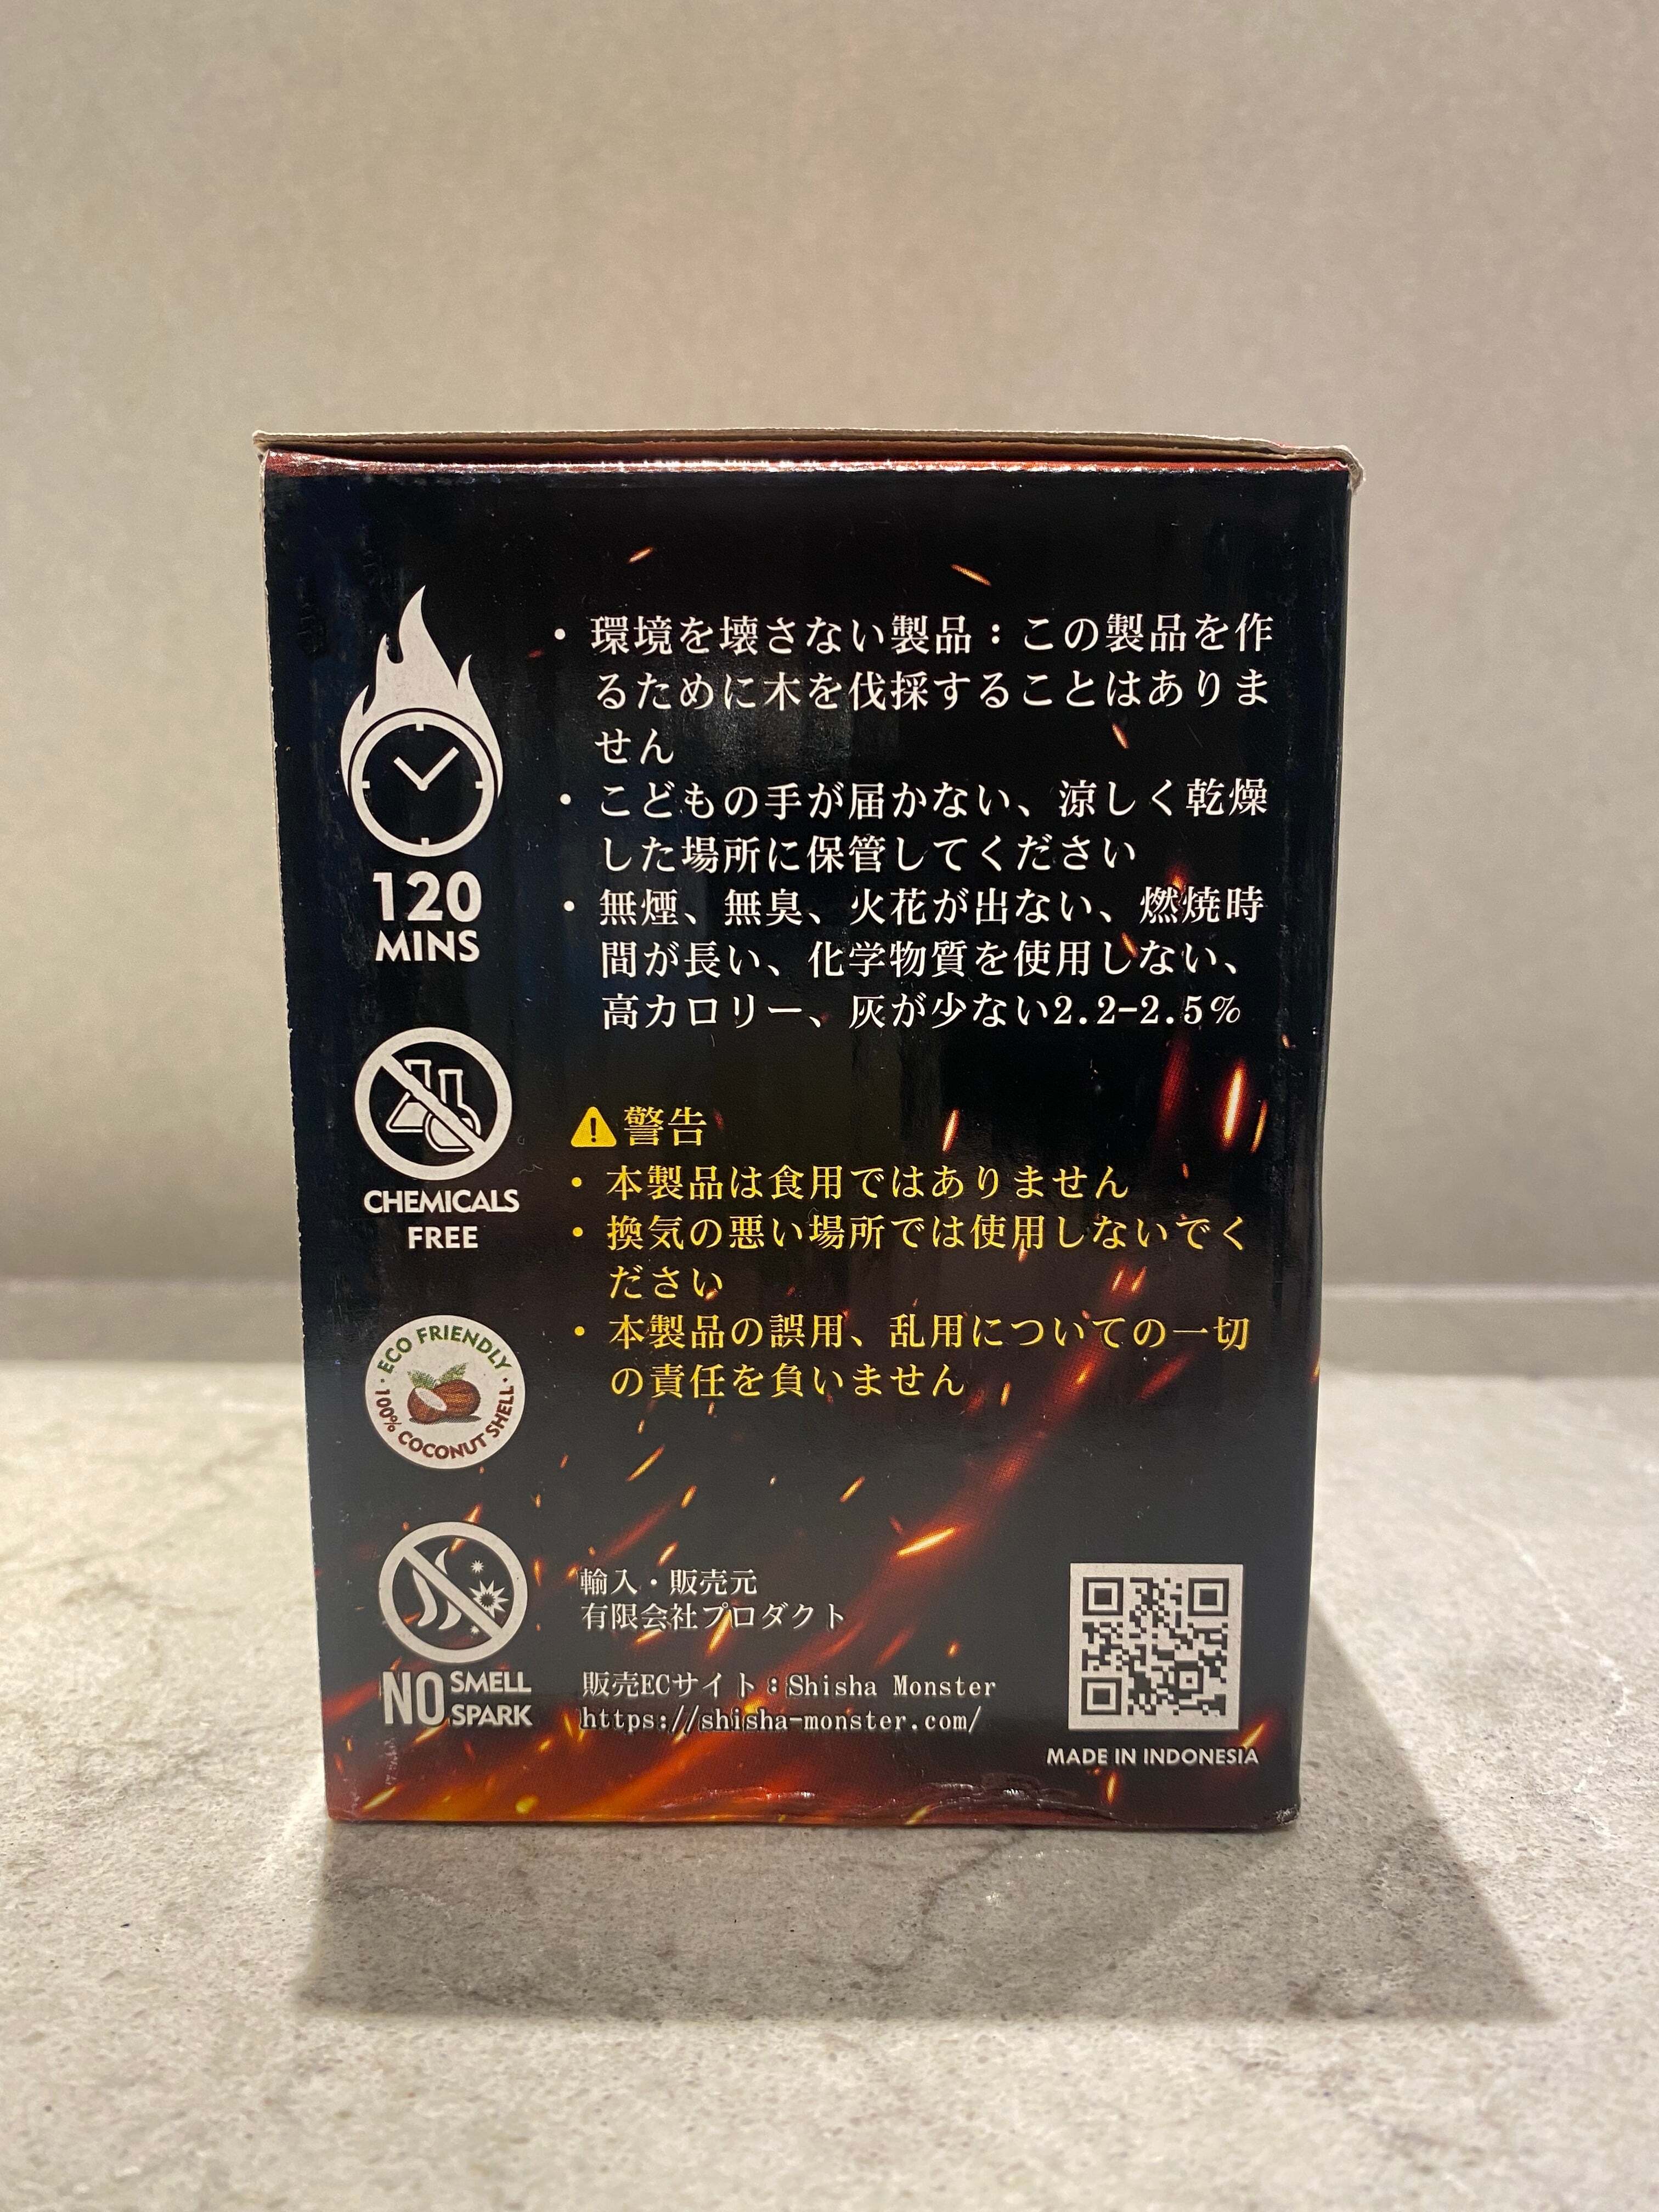 ・環境を壊さない製品：この製品を作
るために木を伐採することはありま
せん
・こどもの手が届かない、涼しく乾燥
した場所に保管してください
・無煙、無臭、火花が出ない、燃焼時
間が長い、化学物質を使用しない、
高カロリー、灰が少ない2.2-2.5%
120
MINS
CHEMICALS
FREE
ECO FRIENDLY
100% COCONUT SHELL
NO SMELL
SPARK
警告
・本製品は食用ではありません
・換気の悪い場所では使用しないでく
ださい
・本製品の誤用、乱用についての一切
の責任を負いません
輸入・販売元
有限会社プロダクト
販売ECサイト：Shisha Monster
https://shisha-monster.com/
MADE IN INDONESIA